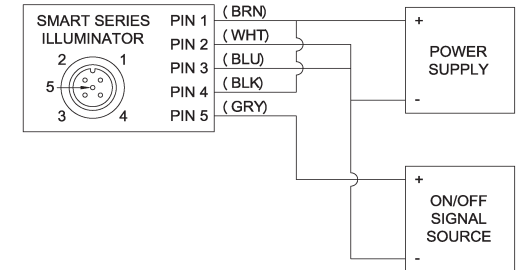 SMART SERIES
ILLUMINATOR
2 1
5
3 4
PIN 1 (BRN)
PIN 2 (WHT)
PIN 3 (BLU)
PIN 4 (BLK)
PIN 5 (GRY)
+
POWER
SUPPLY
-
+
ON/OFF
SIGNAL
SOURCE
-